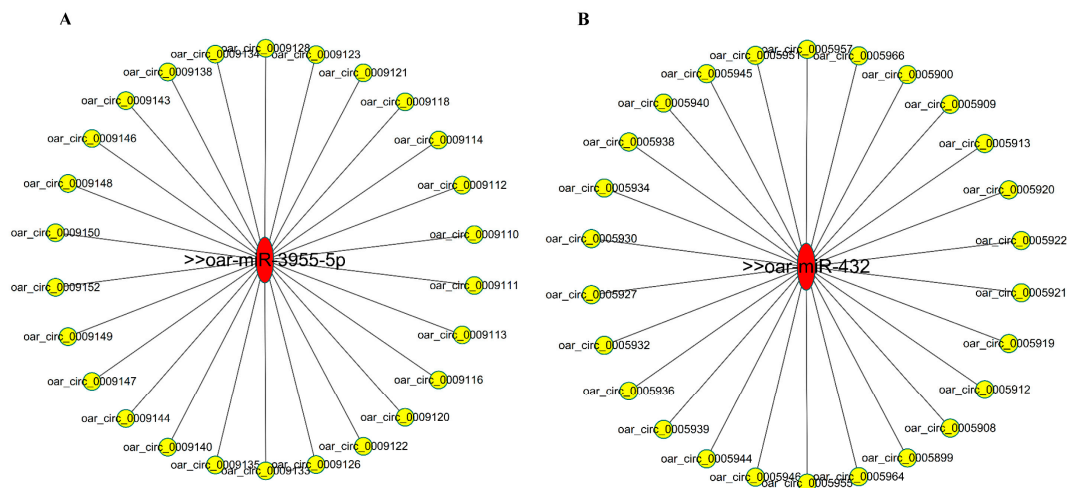 A
oar_circ_0009128
oar_circ_0009134
oar_circ_0009123
oar_circ_0009138
oar_circ_0009121
oar_circ_0009143
oar_circ_0009118
oar_circ_0009146
oar_circ_0009114
oar_circ_0009148
oar_circ_0009112
oar_circ_0009150
oar_circ_0009110
>>oar-miR-3955-5p
oar_circ_0009152
oar_circ_0009111
oar_circ_0009149
oar_circ_0009113
oar_circ_0009147
oar_circ_0009116
oar_circ_0009144
oar_circ_0009120
oar_circ_0009140
oar_circ_0009122
oar_circ_0009135
oar_circ_0009126
oar_circ_0009133
B
oar_circ_0005957
oar_circ_0005951
oar_circ_0005966
oar_circ_0005945
oar_circ_0005900
oar_circ_0005940
oar_circ_0005909
oar_circ_0005938
oar_circ_0005913
oar_circ_0005934
oar_circ_0005920
oar_circ_0005930
oar_circ_0005922
>>oar-miR-432
oar_circ_0005927
oar_circ_0005921
oar_circ_0005932
oar_circ_0005919
oar_circ_0005936
oar_circ_0005912
oar_circ_0005939
oar_circ_0005908
oar_circ_0005944
oar_circ_0005899
oar_circ_0005946
oar_circ_0005964
oar_circ_0005955